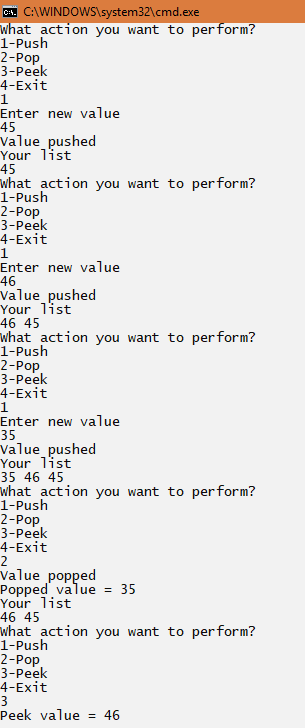 C:\WINDOWS\system32\cmd.exe
What action you want to perform?
1-Push
2-Pop
3-Peek
4-Exit
1
Enter new value
45
Value pushed
Your list
45
What action you want to perform?
1-Push
2-Pop
3-Peek
4-Exit
1
Enter new value
46
Value pushed
Your list
46 45
What action you want to perform?
1-Push
2-Pop
3-Peek
4-Exit
1
Enter new value
35
Value pushed
Your list
35 46 45
What action you want to perform?
1-Push
2-Pop
3-Peek
4-Exit
2
Value popped
Popped value = 35
Your list
46 45
What action you want to perform?
1-Push
2-Pop
3-Peek
4-Exit
3
Peek value = 46